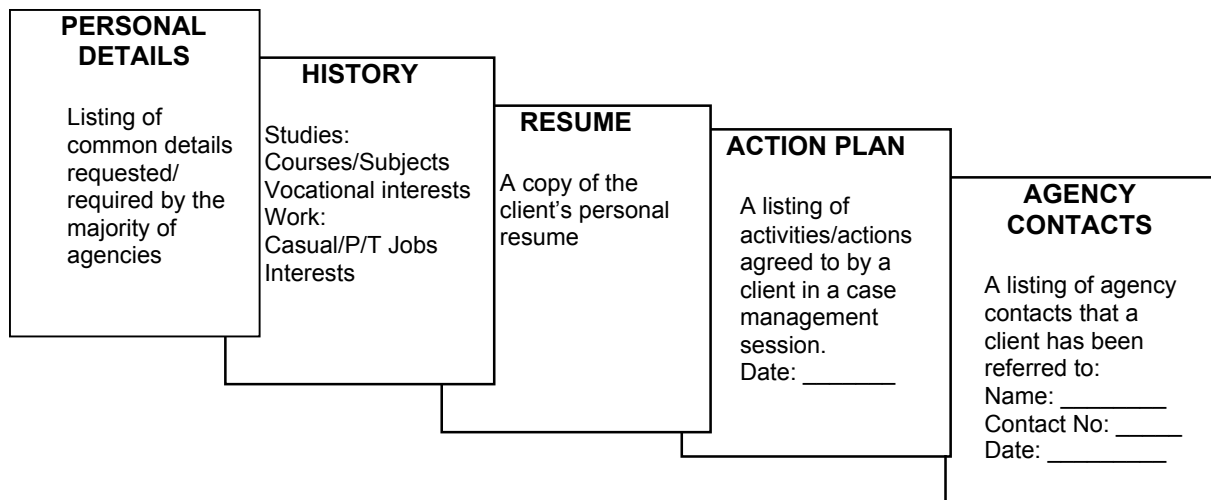 PERSONAL
DETAILS
Listing of
common details
requested/
required by the
majority of
agencies
HISTORY
Studies:
Courses/Subjects
Vocational interests
Work:
Casual/P/T Jobs
Interests
RESUME
A copy of the
client’s personal
resume
ACTION PLAN
A listing of
activities/actions
agreed to by a
client in a case
management
session.
Date: _______
AGENCY
CONTACTS
A listing of agency
contacts that a
client has been
referred to:
Name: ________
Contact No: _____
Date: _________